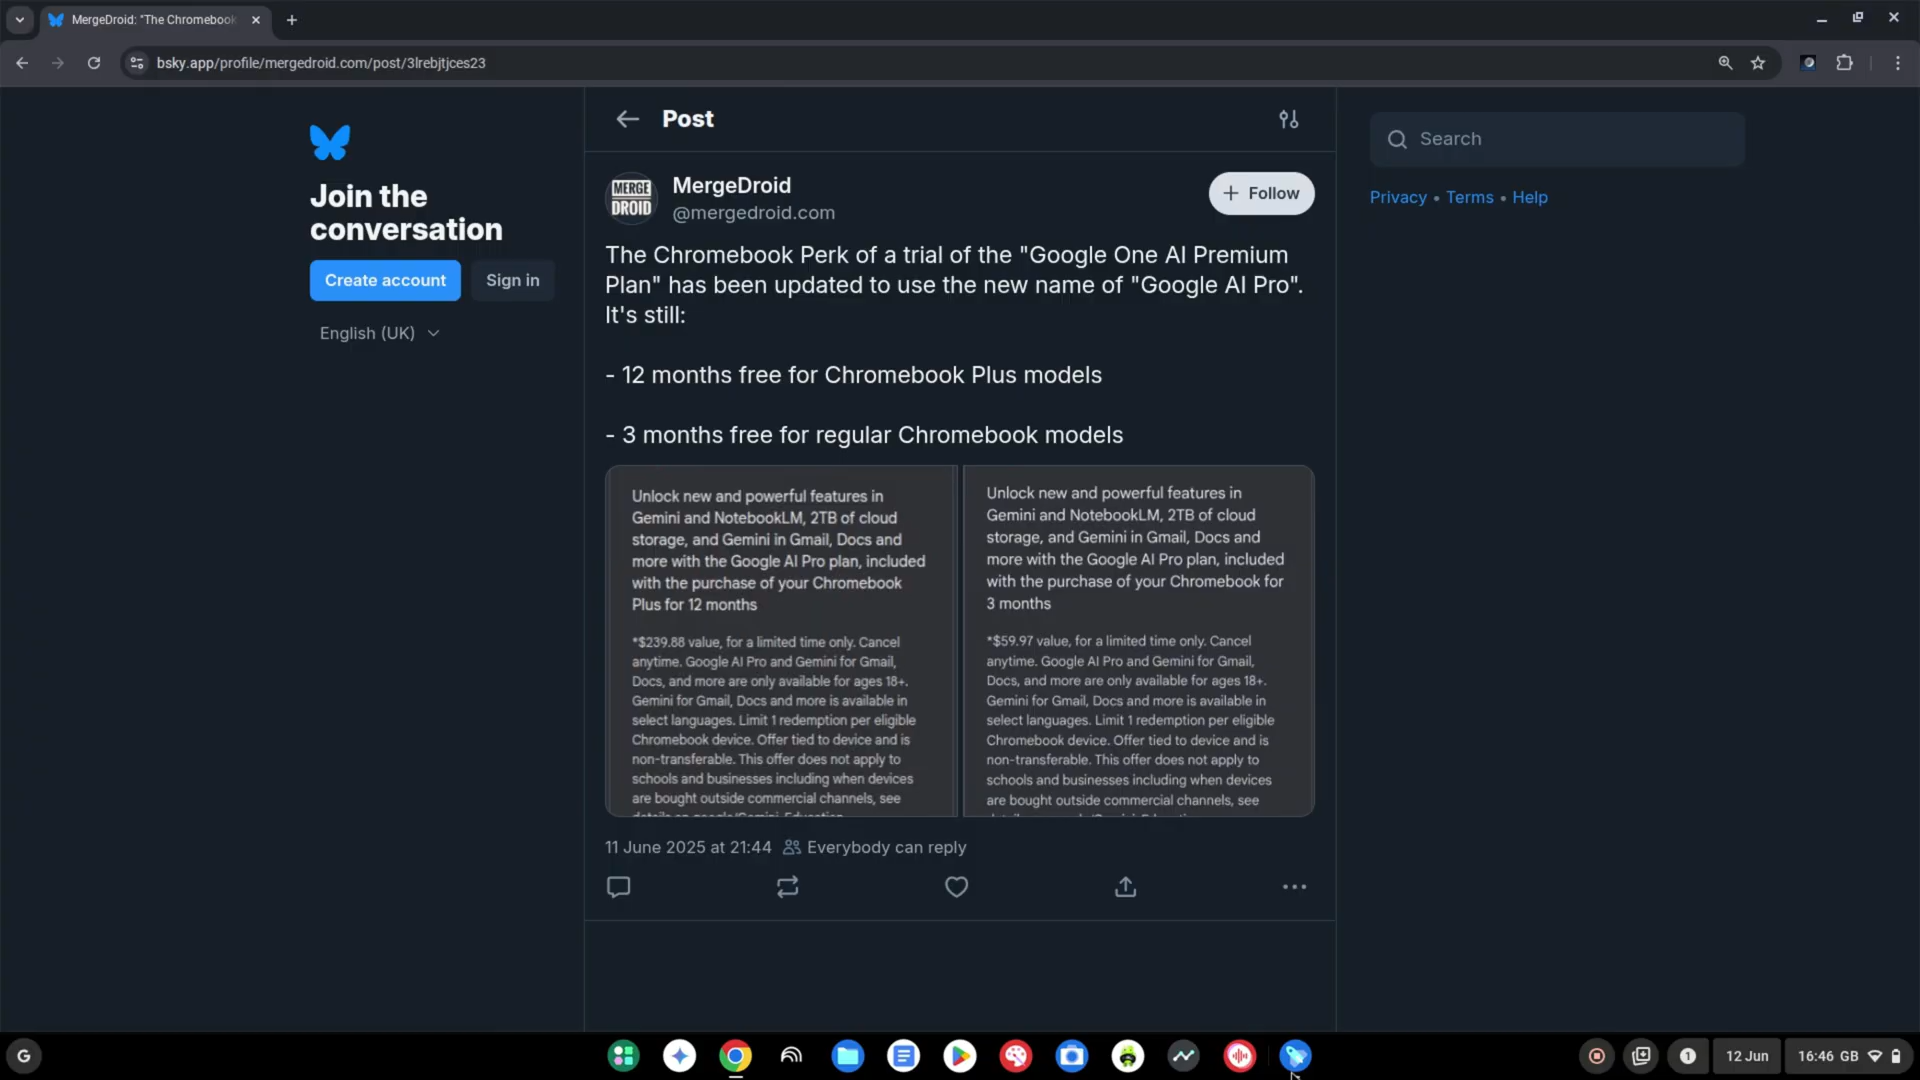 MergeDroid: "The Chromebook
bsky.app/profile/mergedroid.com/post/3lrebjtjces23
Join the
conversation
Create account
Sign in
English (UK)
Post
MERGE
DROID
MergeDroid
@mergedroid.com
+ Follow
The Chromebook Perk of a trial of the "Google One AI Premium
Plan" has been updated to use the new name of "Google AI Pro".
It's still:
- 12 months free for Chromebook Plus models
- 3 months free for regular Chromebook models
Unlock new and powerful features in
Gemini and NotebookLM, 2TB of cloud
storage, and Gemini in Gmail, Docs and
more with the Google AI Pro plan, included
with the purchase of your Chromebook
Plus for 12 months
*$239.88 value, for a limited time only. Cancel
anytime. Google AI Pro and Gemini for Gmail,
Docs, and more are only available for ages 18+.
Gemini for Gmail, Docs and more is available in
select languages. Limit 1 redemption per eligible
Chromebook device. Offer tied to device and is
non-transferable. This offer does not apply to
schools and businesses including when devices
are bought outside commercial channels, see
Unlock new and powerful features in
Gemini and NotebookLM, 2TB of cloud
storage, and Gemini in Gmail, Docs and
more with the Google AI Pro plan, included
with the purchase of your Chromebook for
3 months
*$59.97 value, for a limited time only. Cancel
anytime. Google AI Pro and Gemini for Gmail,
Docs, and more are only available for ages 18+.
Gemini for Gmail, Docs and more is available in
select languages. Limit 1 redemption per eligible
Chromebook device. Offer tied to device and is
non-transferable. This offer does not apply to
schools and businesses including when devices
are bought outside commercial channels, see
11 June 2025 at 21:44 Everybody can reply
Search
Privacy • Terms • Help
G
1
12 Jun
16:46 GB